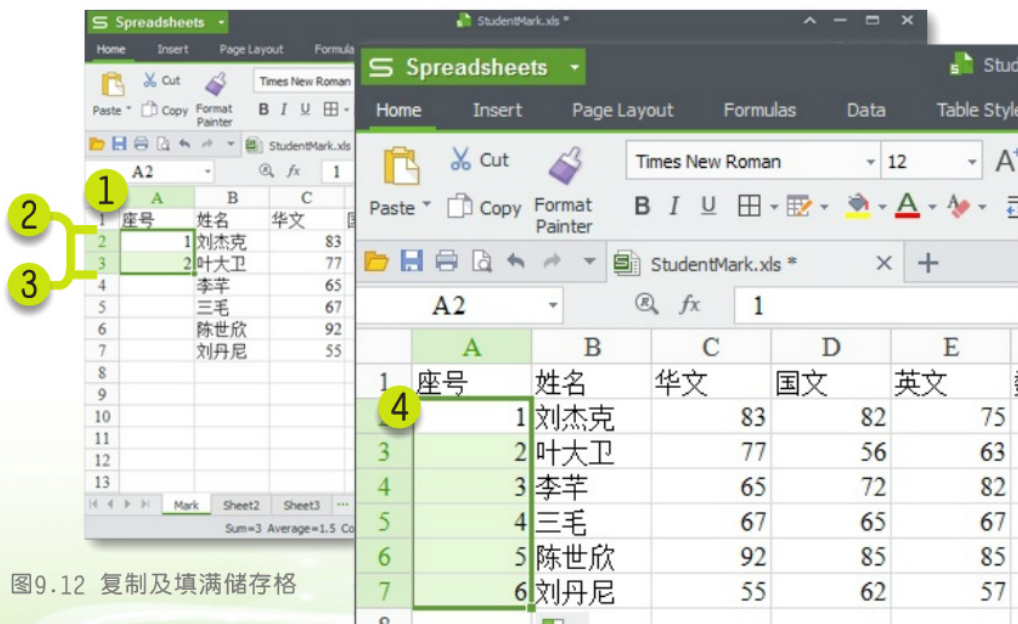 Spreadsheets
StudentMark.xls *
Home Insert Page Layout Formula
Paste Cut Copy Format Painter Times New Roman B I U
StudentMark.xls
A2 fx 1
A B C
1 座号 姓名 华文
2 1 刘杰克 83
3 2 叶大卫 77
4 李芊 65
5 三毛 67
6 陈世欣 92
7 刘丹尼 55
8
9
10
11
12
13
Mark Sheet2 Sheet3 ...
Sum=3 Average=1.5 Co
1
2
3
Spreadsheets
Stud
Home Insert Page Layout Formulas Data Table Style
Cut Times New Roman 12 A
Paste Copy Format Painter B I U A
StudentMark.xls *
A2 fx 1
A B C D E
1 座号 姓名 华文 国文 英文
1 刘杰克 83 82 75
3 2 叶大卫 77 56 63
4 3 李芊 65 72 82
5 4 三毛 67 65 67
6 5 陈世欣 92 85 85
7 6 刘丹尼 55 62 57
4
图9.12 复制及填满储存格